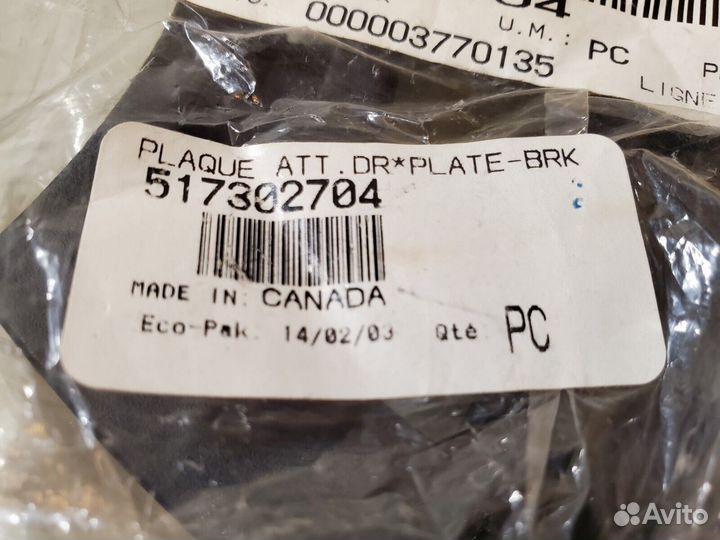 U.M.: PC
000003770135
LIGNE
PLAQUE ATT.DR*PLATE-BRK
517302704
MADE IN: CANADA
Eco-Pak. 14/02/03 Qté PC
Avito